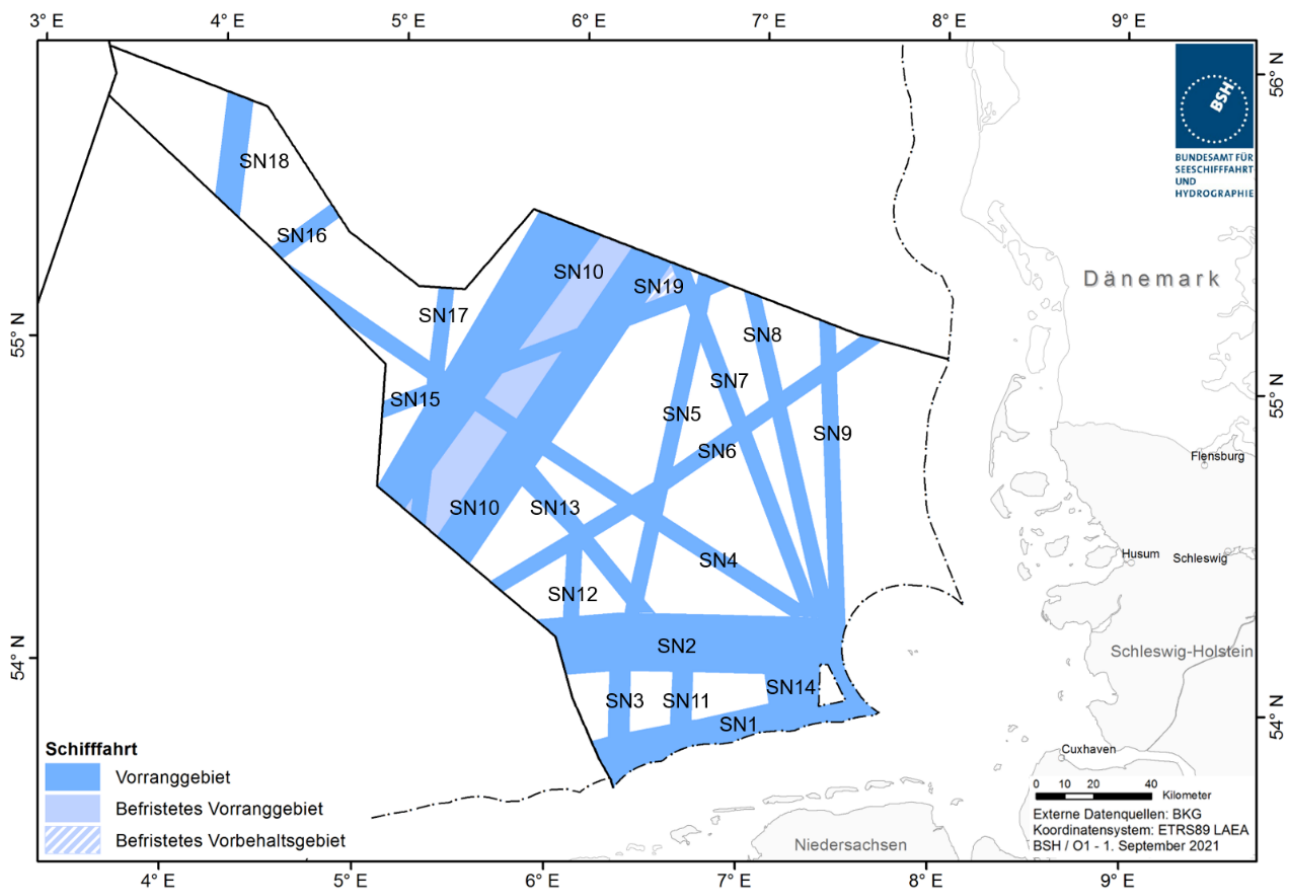 3° E 4° E 5° E 6° E 7° E 8° E 9° E
56° N
BSH
BUNDESAMT FÜR
SEESCHIFFFAHRT
UND
HYDROGRAPHIE
SN18
SN16
SN10
SN19
Dänemark
SN17
SN8
55° N
SN7
SN15
55° N
SN5
SN9
SN6
Flensburg
SN10
SN13
SN4
Husum
Schleswig
SN12
54° N
SN2
Schleswig-Holstein
SN14
SN3
SN11
SN1
54° N
Schifffahrt
Vorranggebiet
Befristetes Vorranggebiet
Befristetes Vorbehaltsgebiet
Cuxhaven
0 10 20 40
Kilometer
Externe Datenquellen: BKG
Koordinatensystem: ETRS89 LAEA
BSH / O1 - 1. September 2021
Niedersachsen
4° E 5° E 6° E 7° E 8° E 9° E